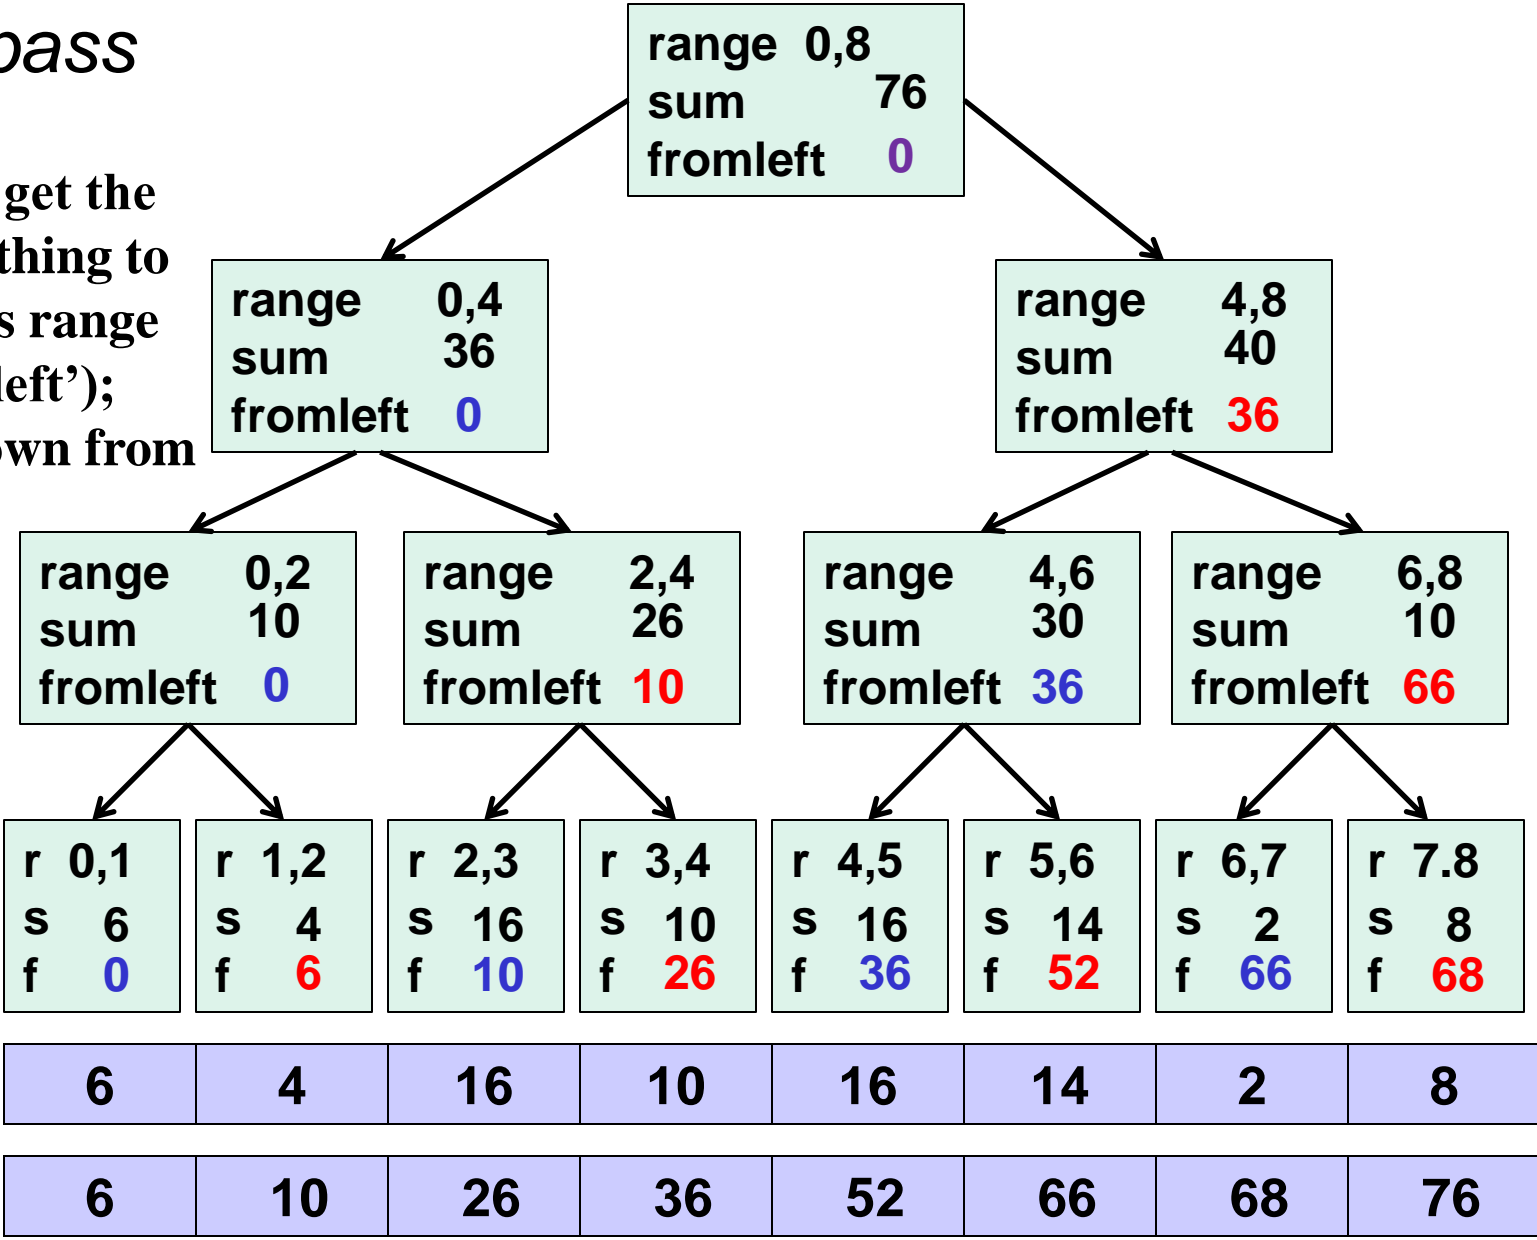 pass
get the
thing to
s range
left’);
own from
range 0,8
sum 76
fromleft 0
range 0,4
sum 36
fromleft 0
range 4,8
sum 40
fromleft 36
range 0,2
sum 10
fromleft 0
range 2,4
sum 26
fromleft 10
range 4,6
sum 30
fromleft 36
range 6,8
sum 10
fromleft 66
r 0,1
s 6
f 0
r 1,2
s 4
f 6
r 2,3
s 16
f 10
r 3,4
s 10
f 26
r 4,5
s 16
f 36
r 5,6
s 14
f 52
r 6,7
s 2
f 66
r 7.8
s 8
f 68
6 4 16 10 16 14 2 8
6 10 26 36 52 66 68 76